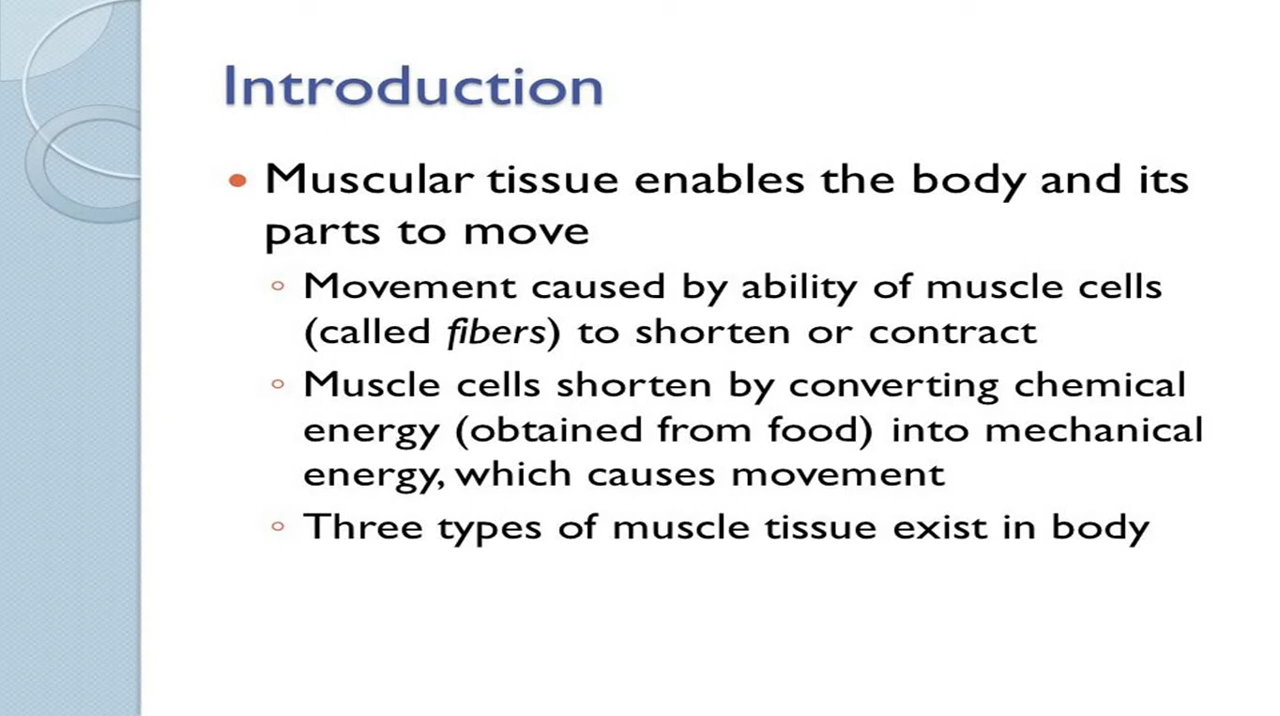 Introduction
• Muscular tissue enables the body and its
parts to move
◦ Movement caused by ability of muscle cells
(called fibers) to shorten or contract
◦ Muscle cells shorten by converting chemical
energy (obtained from food) into mechanical
energy, which causes movement
◦ Three types of muscle tissue exist in body